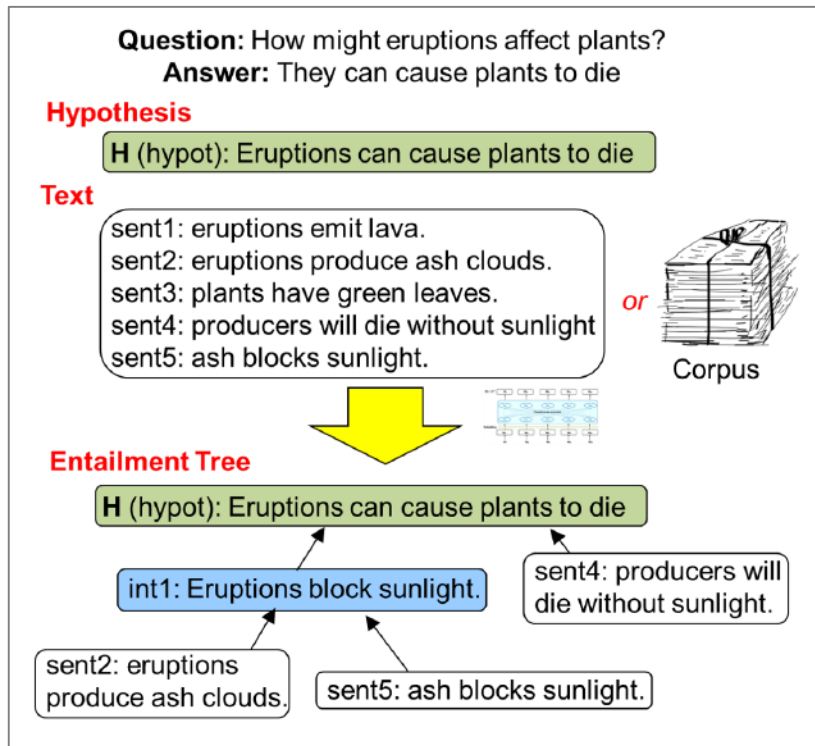 Question: How might eruptions affect plants?
Answer: They can cause plants to die
Hypothesis
H (hypot): Eruptions can cause plants to die
Text
sent1: eruptions emit lava.
sent2: eruptions produce ash clouds.
sent3: plants have green leaves.
sent4: producers will die without sunlight
sent5: ash blocks sunlight.
or
Corpus
Entailment Tree
H (hypot): Eruptions can cause plants to die
int1: Eruptions block sunlight.
sent4: producers will
die without sunlight.
sent2: eruptions
produce ash clouds.
sent5: ash blocks sunlight.